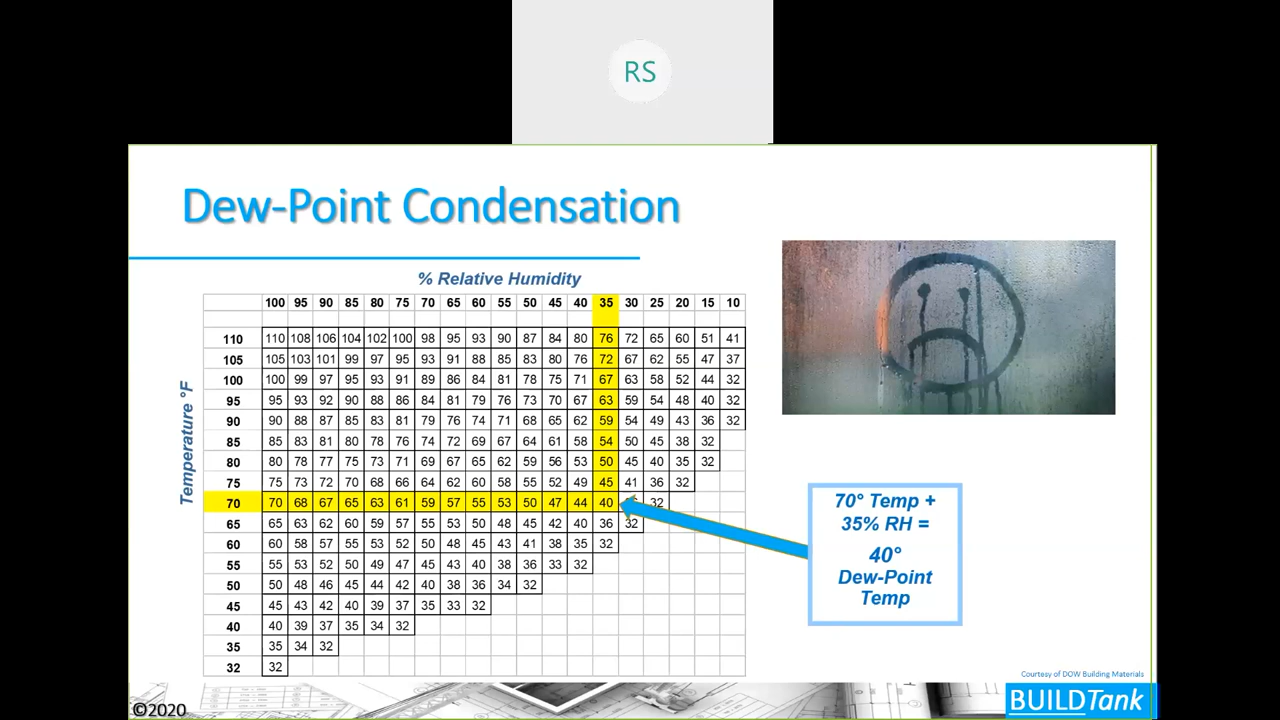 RS
Dew-Point Condensation
% Relative Humidity
100 95 90 85 80 75 70 65 60 55 50 45 40 35 30 25 20 15 10
Temperature °F
110 110 108 106 104 102 100 98 95 93 90 87 84 80 76 72 65 60 51 41
105 105 103 101 99 97 95 93 91 88 85 83 80 76 72 67 62 55 47 37
100 100 99 97 95 93 91 89 86 84 81 78 75 71 67 63 58 52 44 32
95 95 93 92 90 88 86 84 81 79 76 73 70 67 63 59 54 48 40 32
90 90 88 87 85 83 81 79 76 74 71 68 65 62 59 54 49 43 36 32
85 85 83 81 80 78 76 74 72 69 67 64 61 58 54 50 45 38 32
80 80 78 77 75 73 71 69 67 65 62 59 56 53 50 45 40 35 32
75 75 73 72 70 68 66 64 62 60 58 55 52 49 45 41 36 32
70 70 68 67 65 63 61 59 57 55 53 50 47 44 40 32
65 65 63 62 60 59 57 55 53 50 48 45 42 40 36 32
60 60 58 57 55 53 52 50 48 45 43 41 38 35 32
55 55 53 52 50 49 47 45 43 40 38 36 33 32
50 50 48 46 45 44 42 40 38 36 34 32
45 45 43 42 40 39 37 35 33 32
40 40 39 37 35 34 32
35 35 34 32
32 32
70° Temp +
35% RH =
40°
Dew-Point
Temp
Courtesy of DOW Building Materials
©2020
BUILDTank